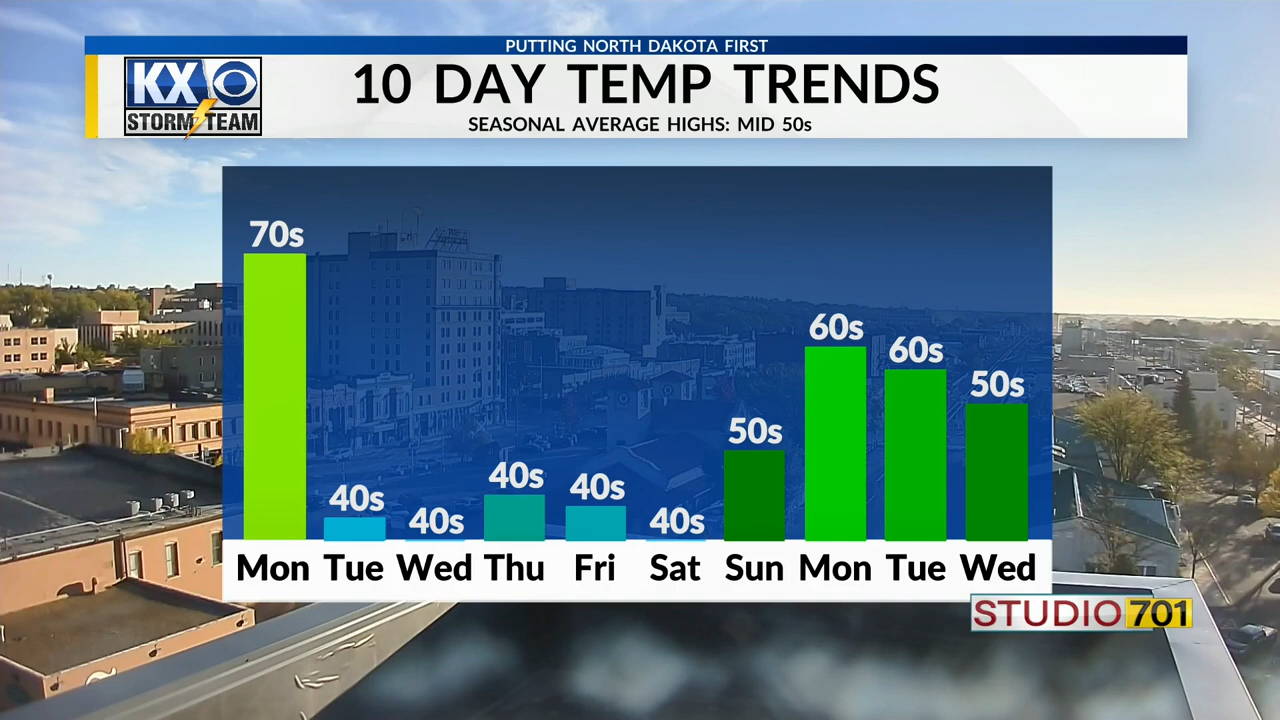 PUTTING NORTH DAKOTA FIRST
KX
STORM TEAM
10 DAY TEMP TRENDS
SEASONAL AVERAGE HIGHS: MID 50s
70s
40s
40s
40s
40s
40s
50s
60s
60s
50s
Mon Tue Wed Thu Fri Sat Sun Mon Tue Wed
STUDIO 701